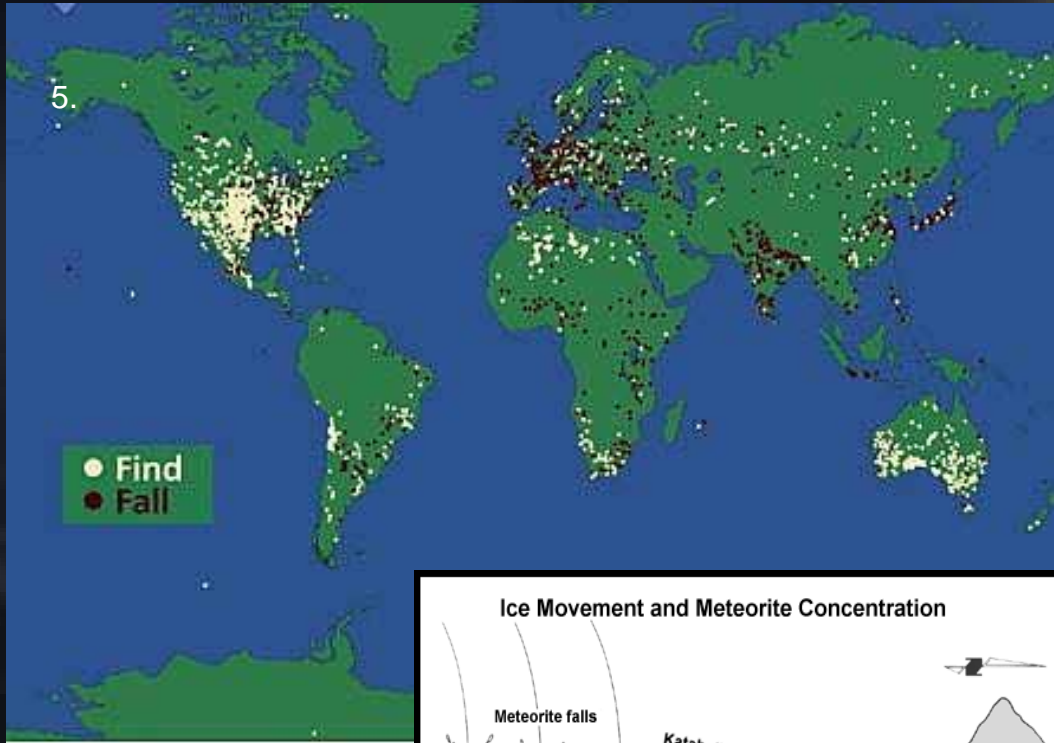 5.
Find
Fall
Ice Movement and Meteorite Concentration
Meteorite falls